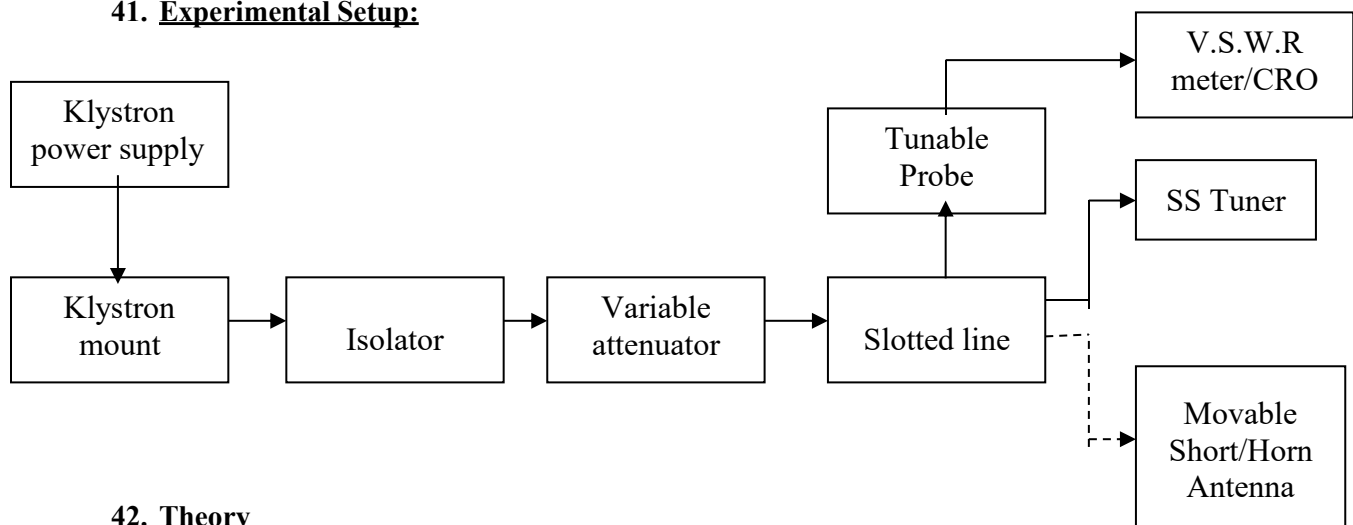 41. Experimental Setup:
V.S.W.R
meter/CRO
Klystron
power supply
Tunable
Probe
SS Tuner
Klystron
mount
Isolator
Variable
attenuator
Slotted line
Movable
Short/Horn
Antenna
42. Theory